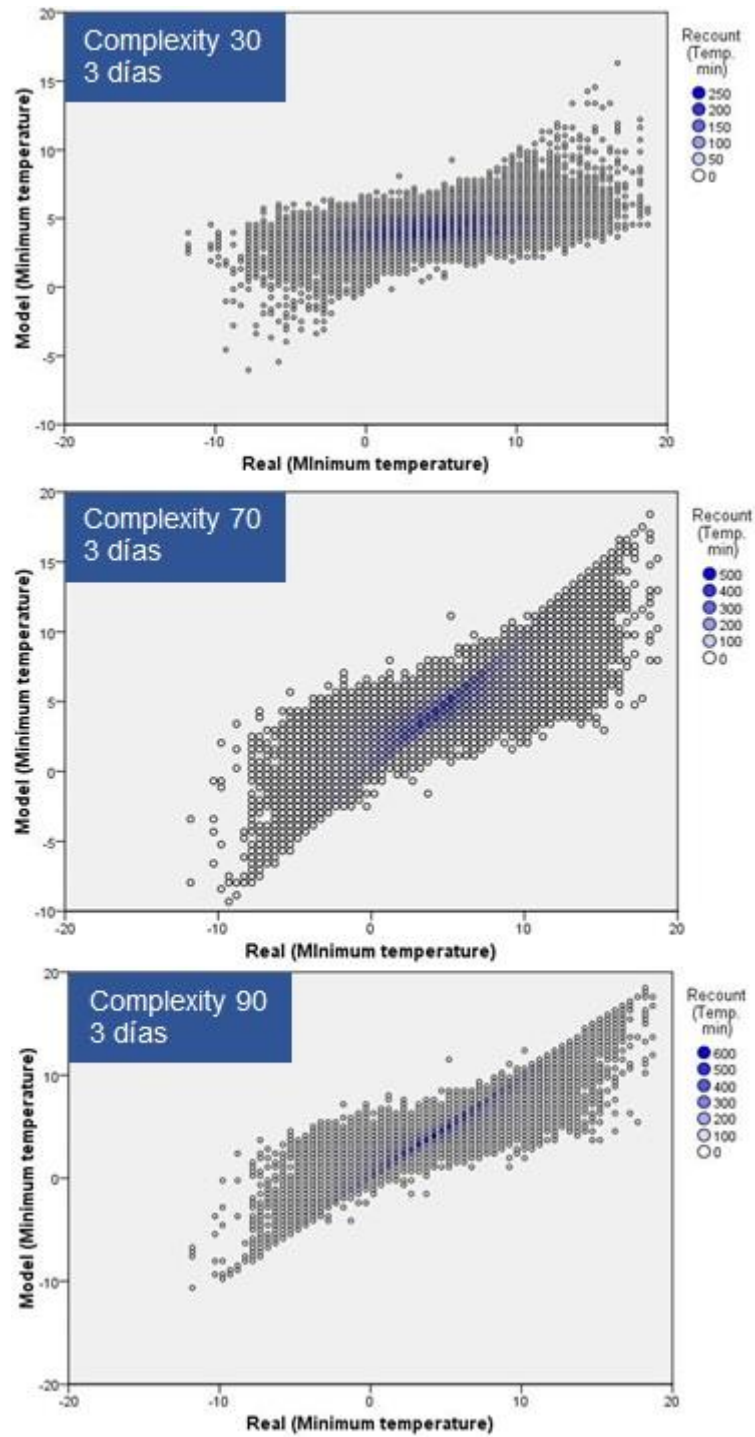 Complexity 30
3 días
20
15
10
5
0
-5
-10
-20
-10
0
10
20
Model (Minimum temperature)
Real (MInimum temperature)
Recount
(Temp.
min)
250
200
150
100
50
0
Complexity 70
3 días
20
15
10
5
0
-5
-10
-20
-10
0
10
20
Model (Minimum temperature)
Real (MInimum temperature)
Recount
(Temp.
min)
500
400
300
200
100
0
Complexity 90
3 días
20
10
0
-10
-20
-20
-10
0
10
20
Model (Minimum temperature)
Real (Minimum temperature)
Recount
(Temp.
min)
600
500
400
300
200
100
0